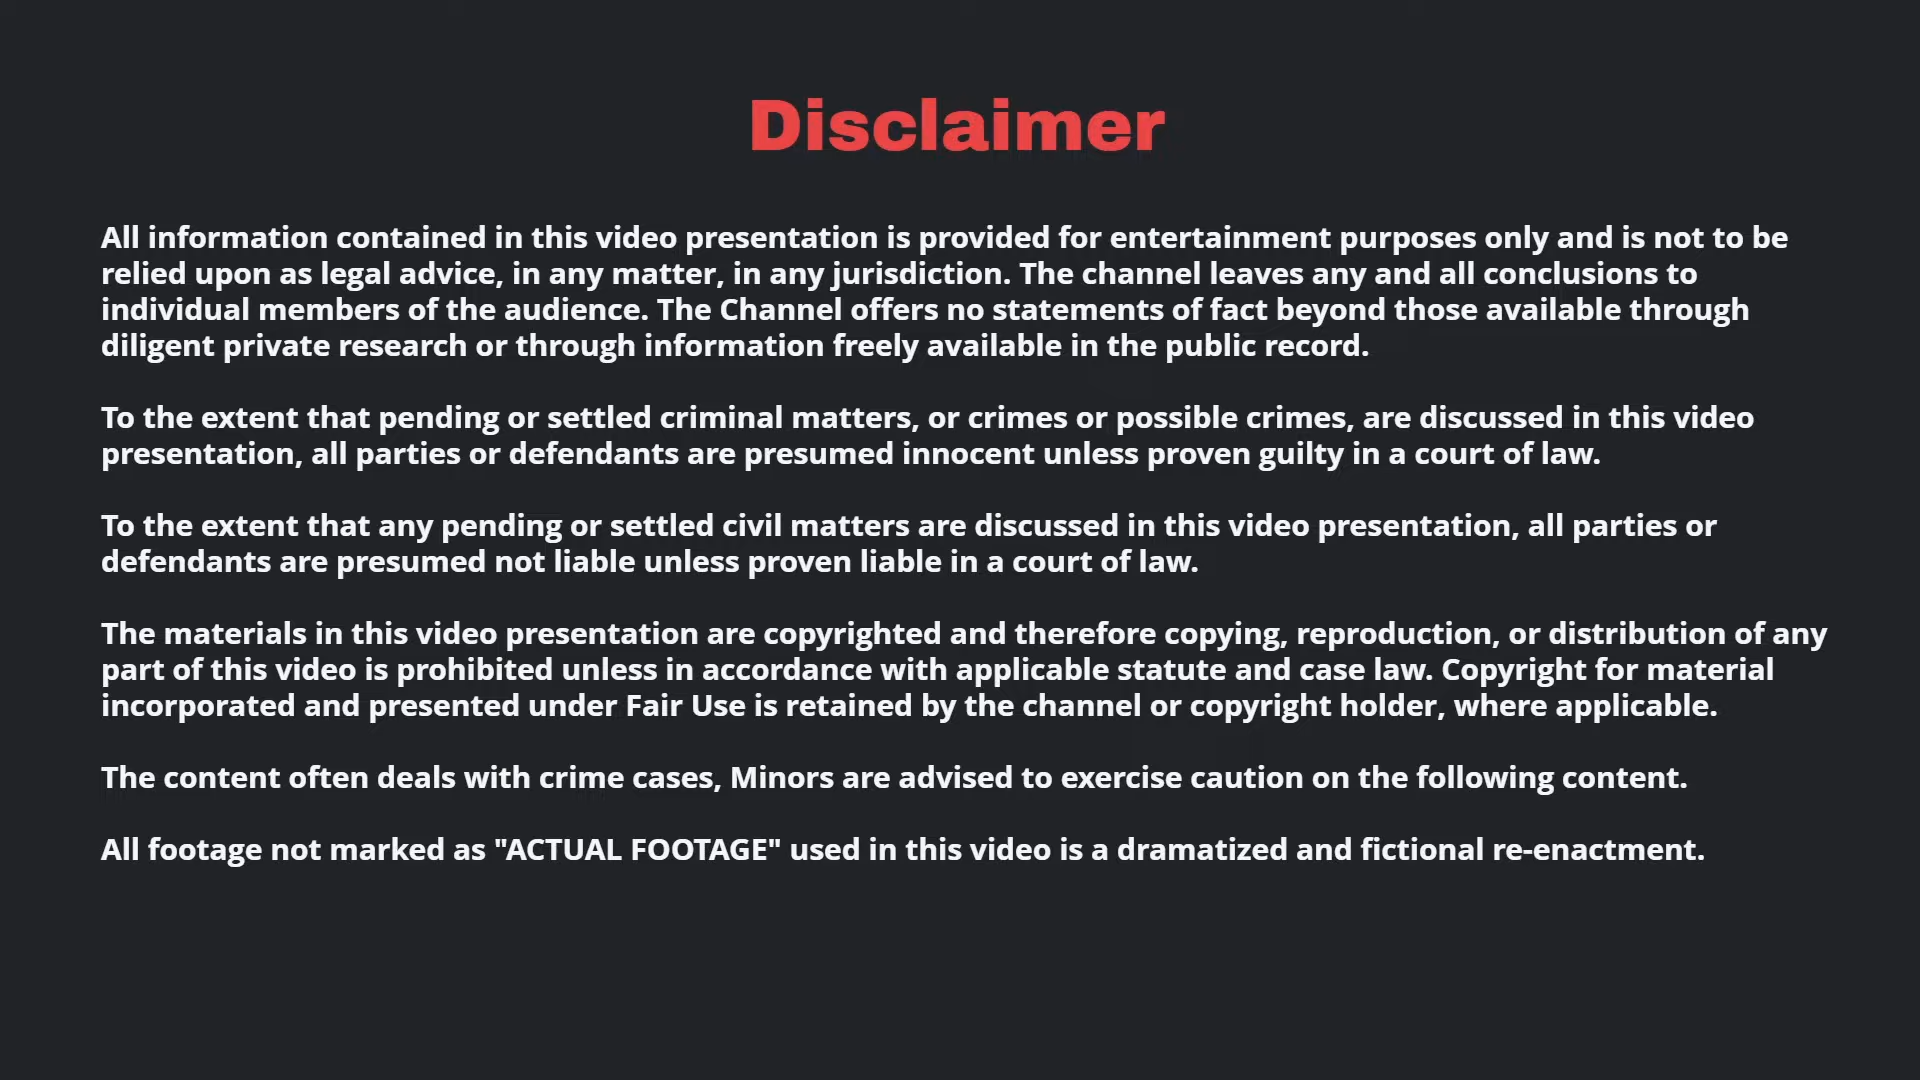 Disclaimer
All information contained in this video presentation is provided for entertainment purposes only and is not to be
relied upon as legal advice, in any matter, in any jurisdiction. The channel leaves any and all conclusions to
individual members of the audience. The Channel offers no statements of fact beyond those available through
diligent private research or through information freely available in the public record.
To the extent that pending or settled criminal matters, or crimes or possible crimes, are discussed in this video
presentation, all parties or defendants are presumed innocent unless proven guilty in a court of law.
To the extent that any pending or settled civil matters are discussed in this video presentation, all parties or
defendants are presumed not liable unless proven liable in a court of law.
The materials in this video presentation are copyrighted and therefore copying, reproduction, or distribution of any
part of this video is prohibited unless in accordance with applicable statute and case law. Copyright for material
incorporated and presented under Fair Use is retained by the channel or copyright holder, where applicable.
The content often deals with crime cases, Minors are advised to exercise caution on the following content.
All footage not marked as "ACTUAL FOOTAGE" used in this video is a dramatized and fictional re-enactment.